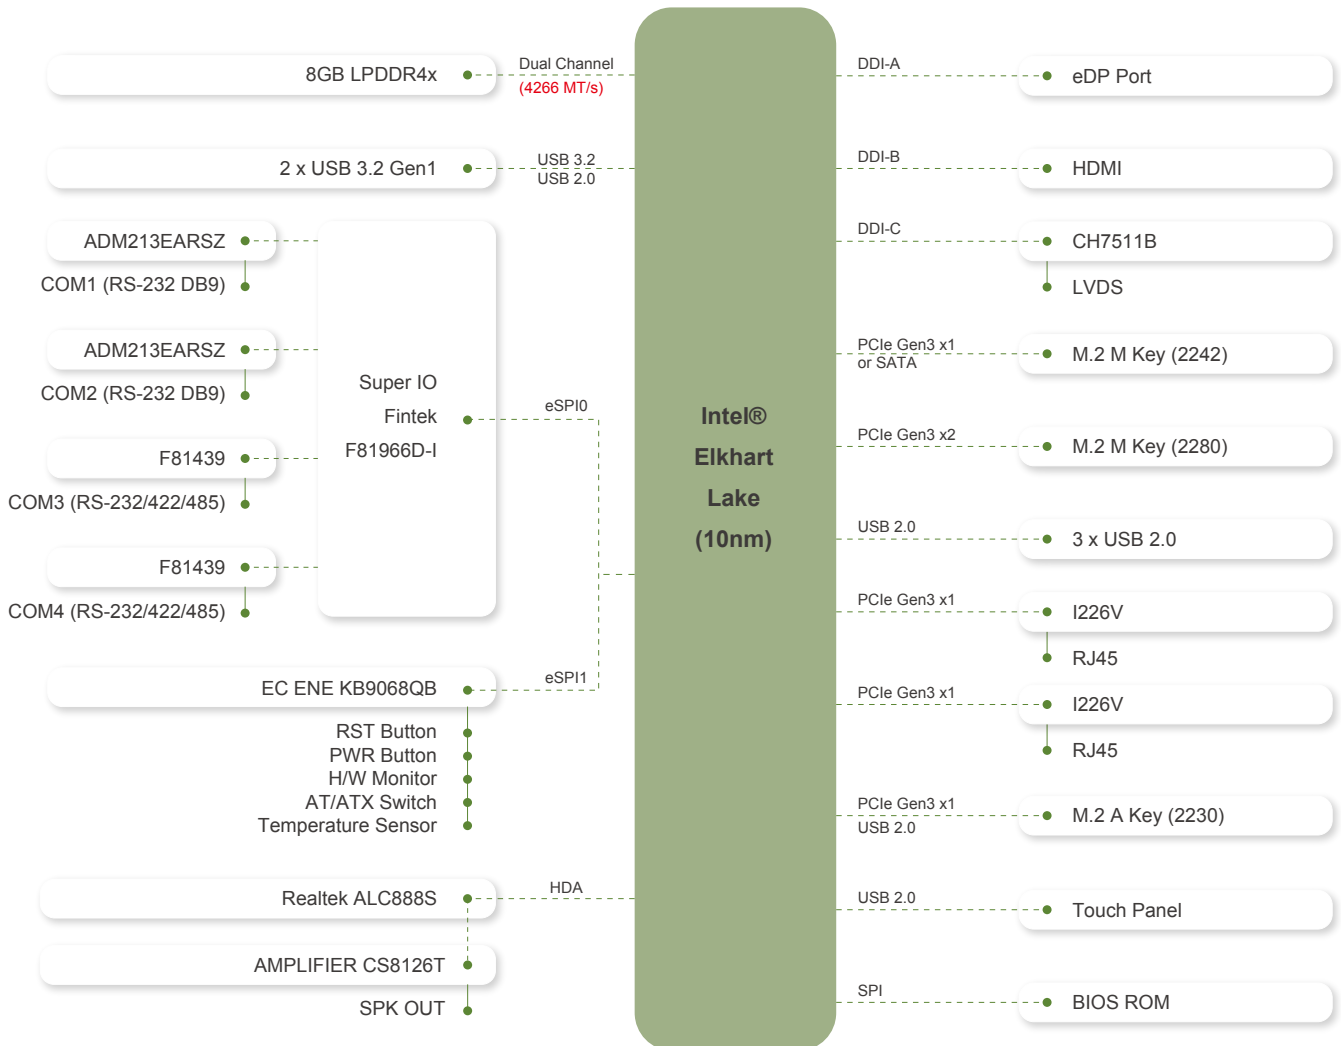 8GB LPDDR4x
Dual Channel
(4266 MT/s)
2 x USB 3.2 Gen1
USB 3.2
USB 2.0
ADM213EARSZ
COM1 (RS-232 DB9)
ADM213EARSZ
COM2 (RS-232 DB9)
F81439
COM3 (RS-232/422/485)
F81439
COM4 (RS-232/422/485)
Super IO
Fintek
F81966D-I
eSPI0
eSPI1
EC ENE KB9068QB
RST Button
PWR Button
H/W Monitor
AT/ATX Switch
Temperature Sensor
Realtek ALC888S
HDA
AMPLIFIER CS8126T
SPK OUT
Intel®
Elkhart
Lake
(10nm)
DDI-A
eDP Port
DDI-B
HDMI
DDI-C
CH7511B
LVDS
PCIe Gen3 x1
or SATA
M.2 M Key (2242)
PCIe Gen3 x2
M.2 M Key (2280)
USB 2.0
3 x USB 2.0
PCIe Gen3 x1
I226V
RJ45
PCIe Gen3 x1
I226V
RJ45
PCIe Gen3 x1
USB 2.0
M.2 A Key (2230)
USB 2.0
Touch Panel
SPI
BIOS ROM